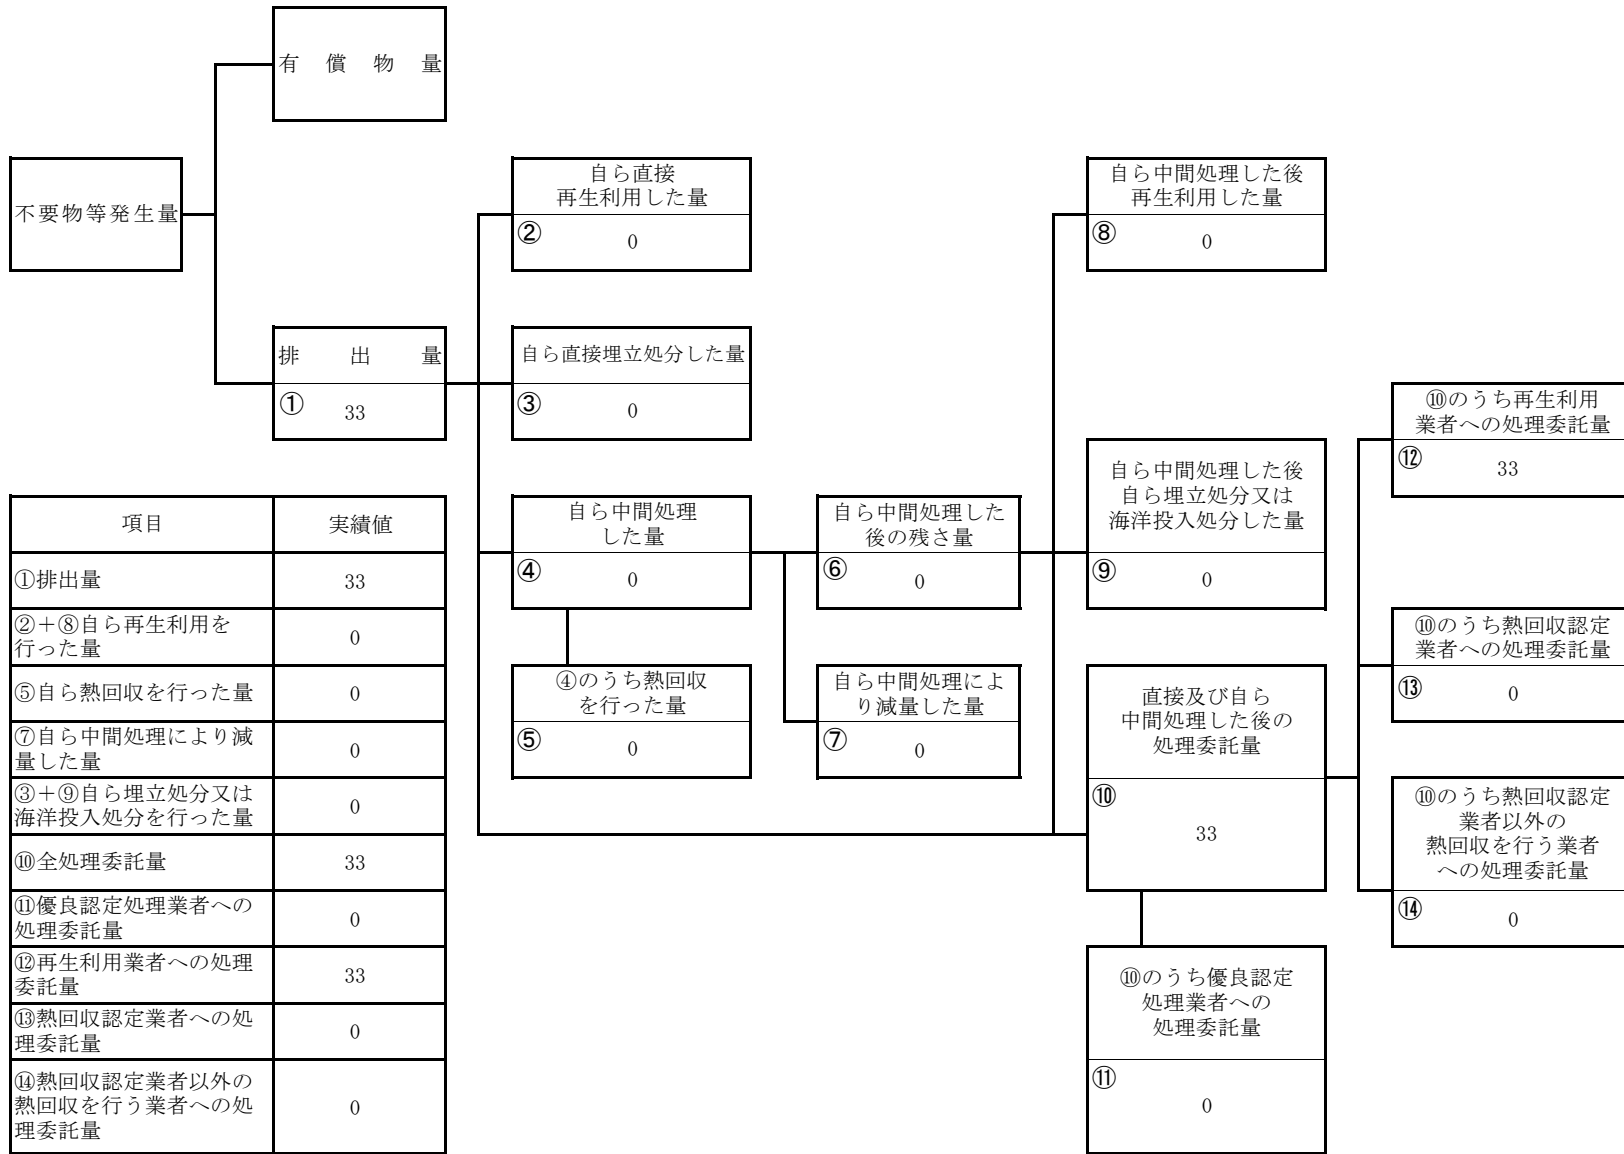 有償物量
不要物等発生量
排出量
①
33
自ら直接
再生利用した量
②
0
自ら直接埋立処分した量
③
0
自ら中間処理
した量
④
0
④のうち熱回収
を行った量
⑤
0
自ら中間処理した
後の残さ量
⑥
0
自ら中間処理によ
り減量した量
⑦
0
自ら中間処理した後
再生利用した量
⑧
0
自ら中間処理した後
自ら埋立処分又は
海洋投入処分した量
⑨
0
直接及び自ら
中間処理した後の
処理委託量
⑩
33
⑩のうち優良認定
処理業者への
処理委託量
⑪
0
⑩のうち再生利用
業者への処理委託量
⑫
33
⑩のうち熱回収認定
業者への処理委託量
⑬
0
⑩のうち熱回収認定
業者以外の
熱回収を行う業者
への処理委託量
⑭
0
項目 実績値
①排出量 33
②＋⑧自ら再生利用を
行った量
0
⑤自ら熱回収を行った量 0
⑦自ら中間処理により減
量した量
0
③＋⑨自ら埋立処分又は
海洋投入処分を行った量
0
⑩全処理委託量 33
⑪優良認定処理業者への
処理委託量
0
⑫再生利用業者への処理
委託量
33
⑬熱回収認定業者への処
理委託量
0
⑭熱回収認定業者以外の
熱回収を行う業者への処
理委託量
0